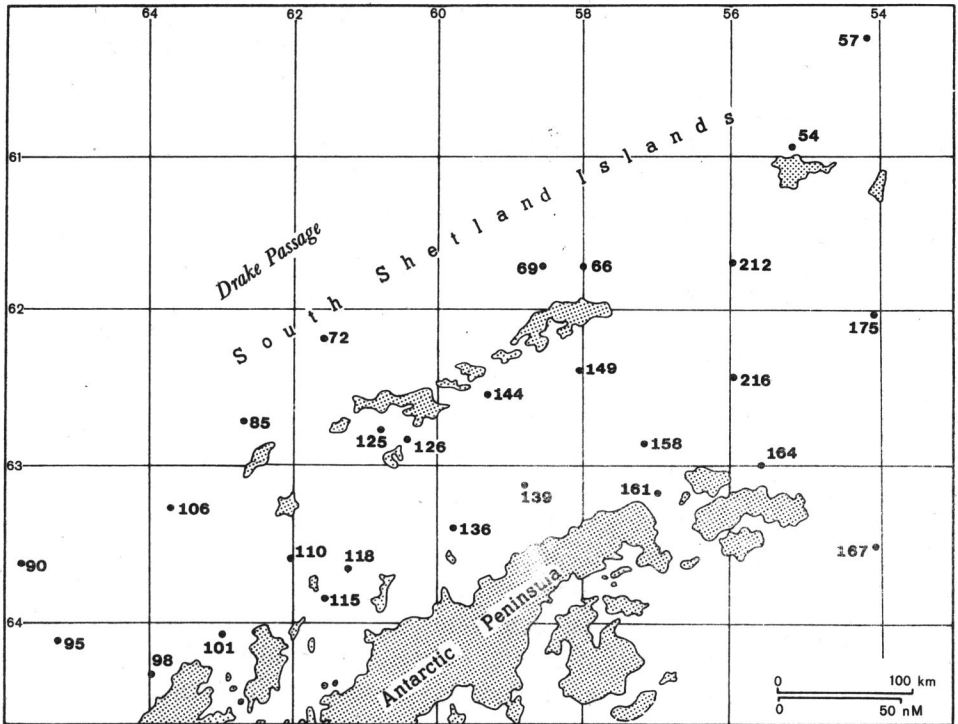 64 62 60 58 56 54
57
54
61
South Shetland Islands
Drake Passage
69 66 212
62
72 175
149 216
144
85 125 126
158
63 164
139 161
106
136
110 118 167
90
115
64
95 101
98
Antarctic Peninsula
0 100 km
0 50 nM